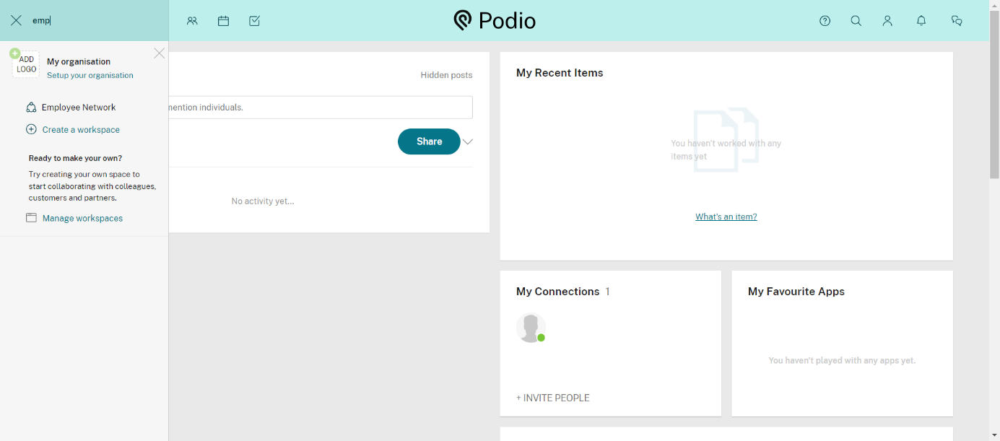 emp
Podio
ADD
LOGO
My organisation
Setup your organisation
Employee Network
Create a workspace
Ready to make your own?
Try creating your own space to
start collaborating with colleagues,
customers and partners.
Manage workspaces
Hidden posts
mention individuals.
Share
No activity yet...
My Recent Items
You haven't worked with any
items yet
What's an item?
My Connections 1
+ INVITE PEOPLE
My Favourite Apps
You haven't played with any apps yet.